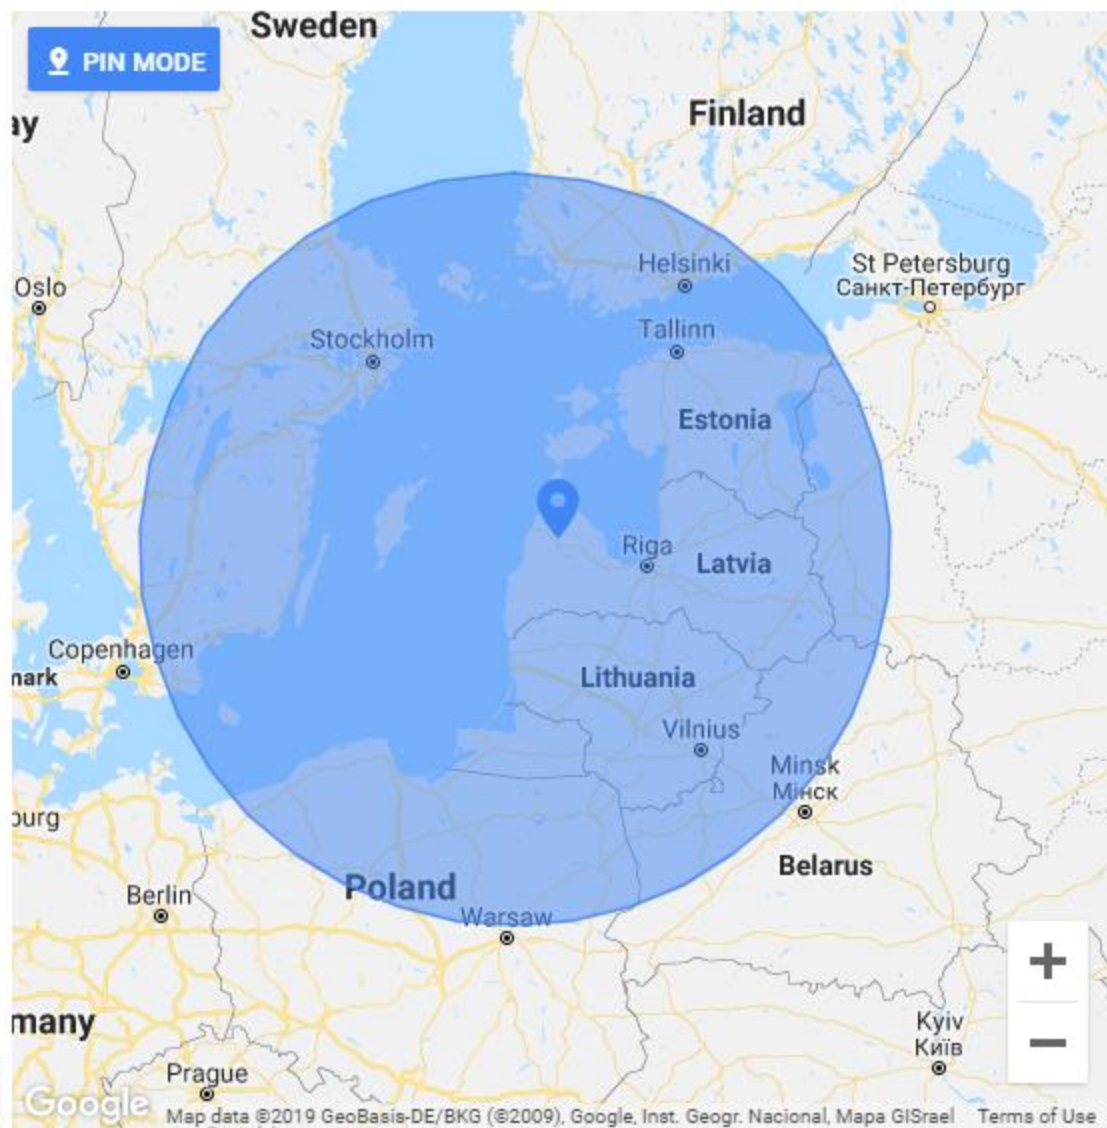 Sweden
PIN MODE
Finland
ay
Helsinki
St Petersburg
Санкт-Петербург
Oslo
Tallinn
Stockholm
Estonia
Riga
Latvia
Copenhagen
mark
Lithuania
Vilnius
Minsk
Мінск
burg
Belarus
Poland
Berlin
Warsaw
many
Kyiv
Київ
Prague
Google
Map data ©2019 GeoBasis-DE/BKG (©2009), Google, Inst. Geogr. Nacional, Mapa GISrael Terms of Use